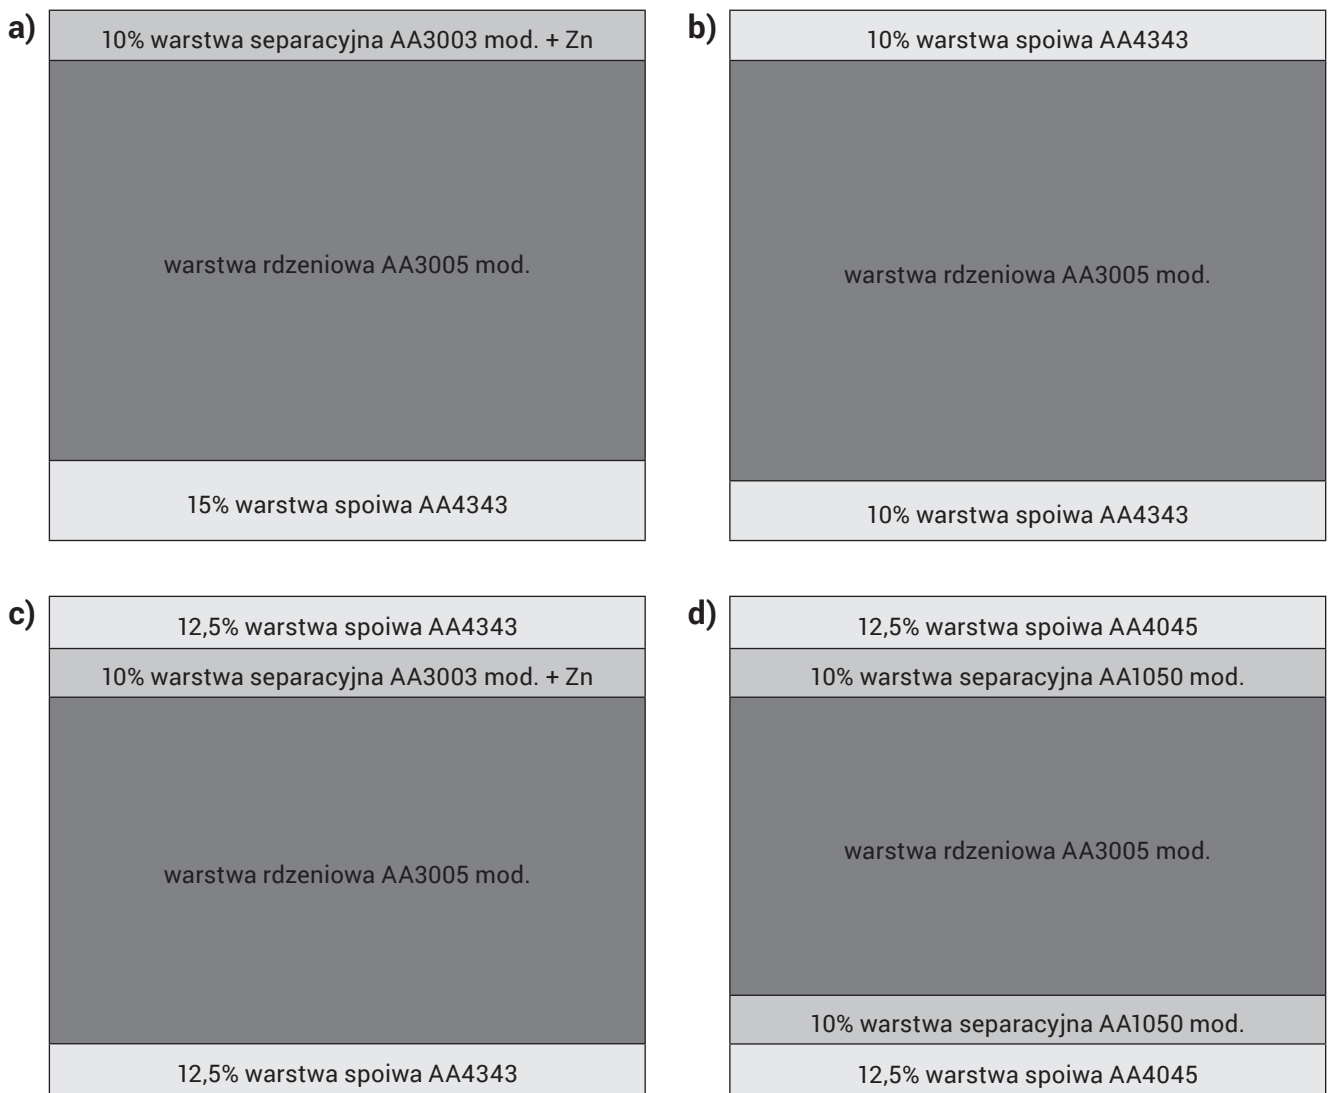 a)
10% warstwa separacyjna AA3003 mod. + Zn
warstwa rdzeniowa AA3005 mod.
15% warstwa spoiwa AA4343
b)
10% warstwa spoiwa AA4343
warstwa rdzeniowa AA3005 mod.
10% warstwa spoiwa AA4343
c)
12,5% warstwa spoiwa AA4343
10% warstwa separacyjna AA3003 mod. + Zn
warstwa rdzeniowa AA3005 mod.
12,5% warstwa spoiwa AA4343
d)
12,5% warstwa spoiwa AA4045
10% warstwa separacyjna AA1050 mod.
warstwa rdzeniowa AA3005 mod.
10% warstwa separacyjna AA1050 mod.
12,5% warstwa spoiwa AA4045